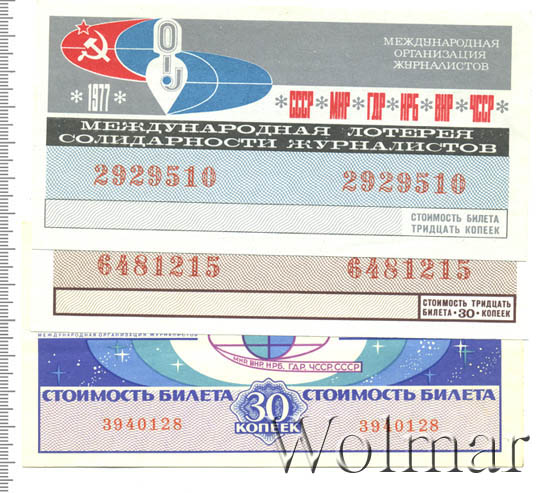 О!J
МЕЖДУНАРОДНАЯ
ОРГАНИЗАЦИЯ
ЖУРНАЛИСТОВ
*1977*
*СССР*МНР*ГДР*НРБ*ВНР*ЧССР*
МЕЖДУНАРОДНАЯ ЛОТЕРЕЯ
СОЛИДАРНОСТИ ЖУРНАЛИСТОВ
2929510 2929510
СТОИМОСТЬ БИЛЕТА
ТРИДЦАТЬ КОПЕЕК
6481215 6481215
СТОИМОСТЬ ТРИДЦАТЬ
БИЛЕТА • 30 • КОПЕЕК
МЕЖДУНАРОДНАЯ ОРГАНИЗАЦИЯ ЖУРНАЛИСТОВ
МНР, ВНР, НРБ, ГДР, ЧССР, СССР
СТОИМОСТЬ БИЛЕТА 30 СТОИМОСТЬ БИЛЕТА
КОПЕЕК
3940128 3940128
Wolmar